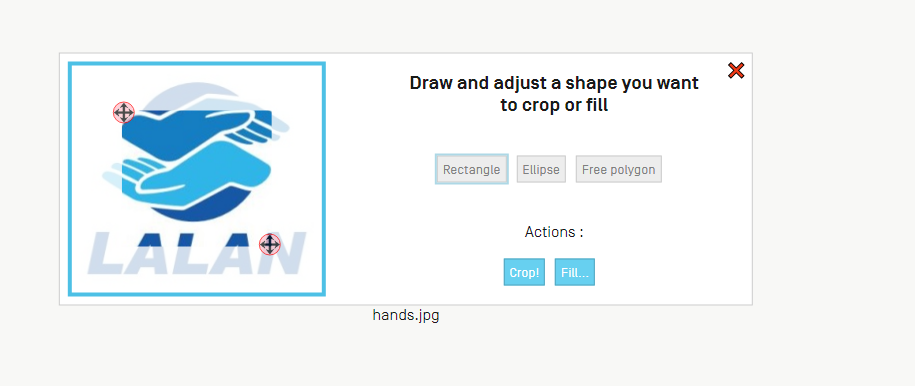 Draw and adjust a shape you want
to crop or fill
LALAN
Rectangle Ellipse Free polygon
Actions :
Crop! Fill...
hands.jpg